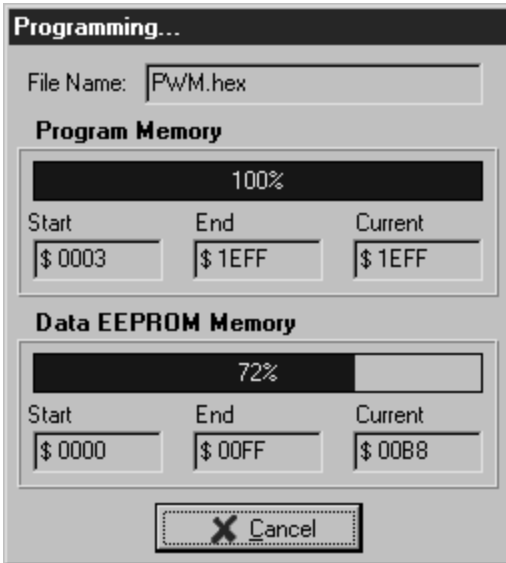 Programming...
File Name: PWM.hex
Program Memory
100%
Start End Current
$ 0003 $ 1EFF $ 1EFF
Data EEPROM Memory
72%
Start End Current
$ 0000 $ 00FF $ 00B8
Cancel